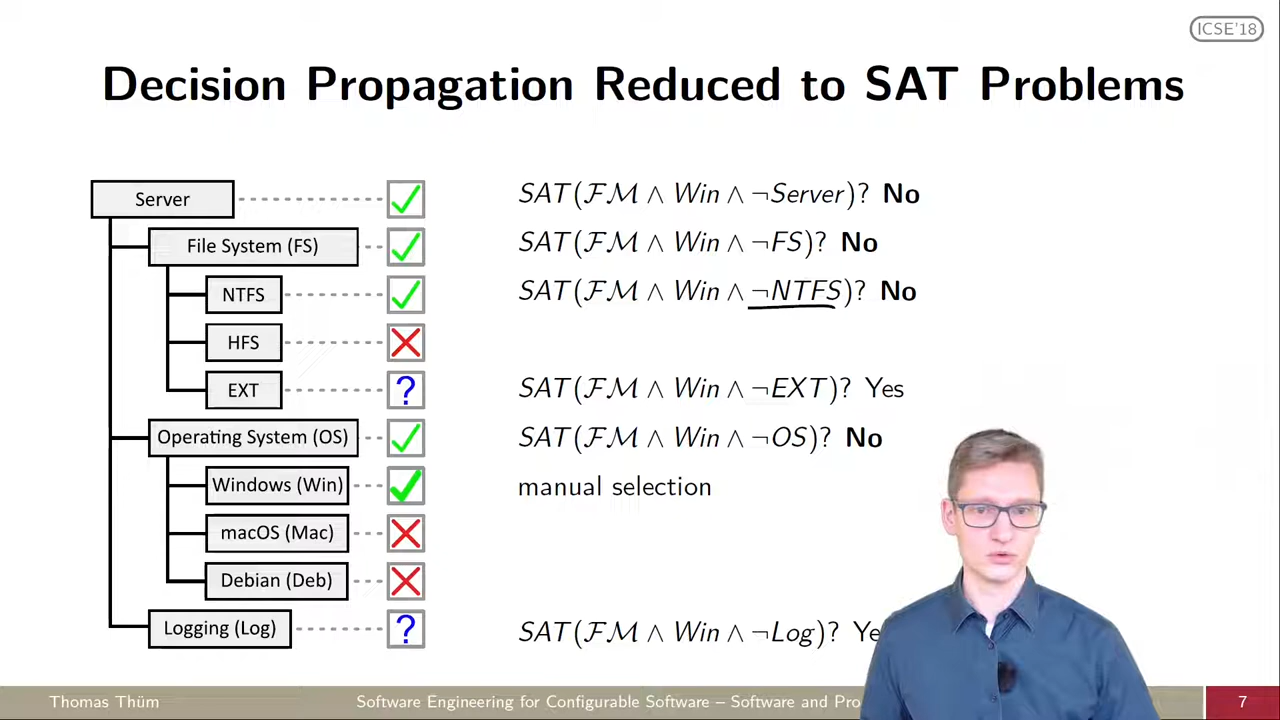 ICSE'18
Decision Propagation Reduced to SAT Problems
Server
SAT(FM ∧ Win ∧ ¬Server)? No
File System (FS)
SAT(FM ∧ Win ∧ ¬FS)? No
NTFS
SAT(FM ∧ Win ∧ ¬NTFS)? No
HFS
EXT
?
SAT(FM ∧ Win ∧ ¬EXT)? Yes
Operating System (OS)
SAT(FM ∧ Win ∧ ¬OS)? No
Windows (Win)
manual selection
macOS (Mac)
Debian (Deb)
Logging (Log)
?
SAT(FM ∧ Win ∧ ¬Log)?
Thomas Thüm
Software Engineering for Configurable Software – Software and
7